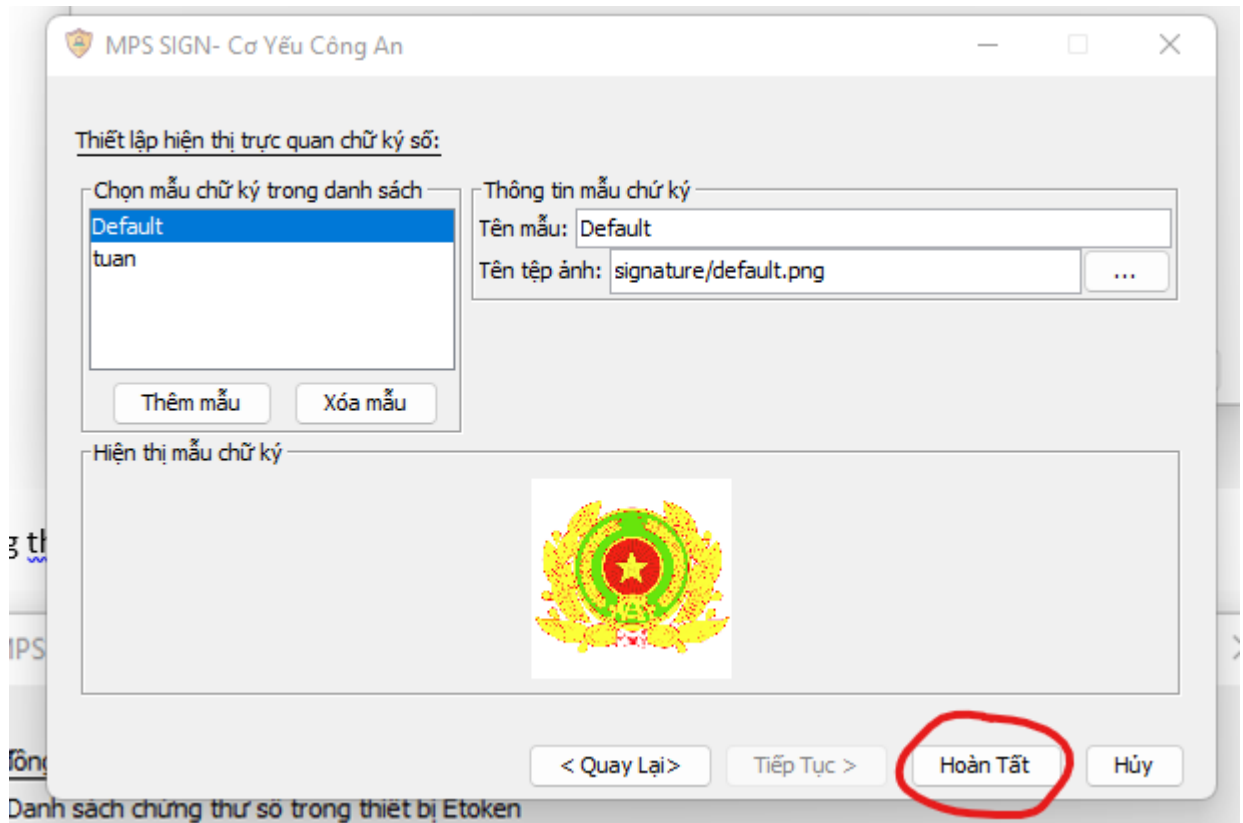 MPS SIGN- Cơ Yếu Công An
Thiết lập hiện thị trực quan chữ ký số:
Chọn mẫu chữ ký trong danh sách
Default
tuan
Thêm mẫu
Xóa mẫu
Thông tin mẫu chứ ký
Tên mẫu: Default
Tên tệp ảnh: signature/default.png
...
Hiện thị mẫu chữ ký
< Quay Lại>
Tiếp Tục >
Hoàn Tất
Hủy
Danh sách chứng thư số trong thiết bị Etoken